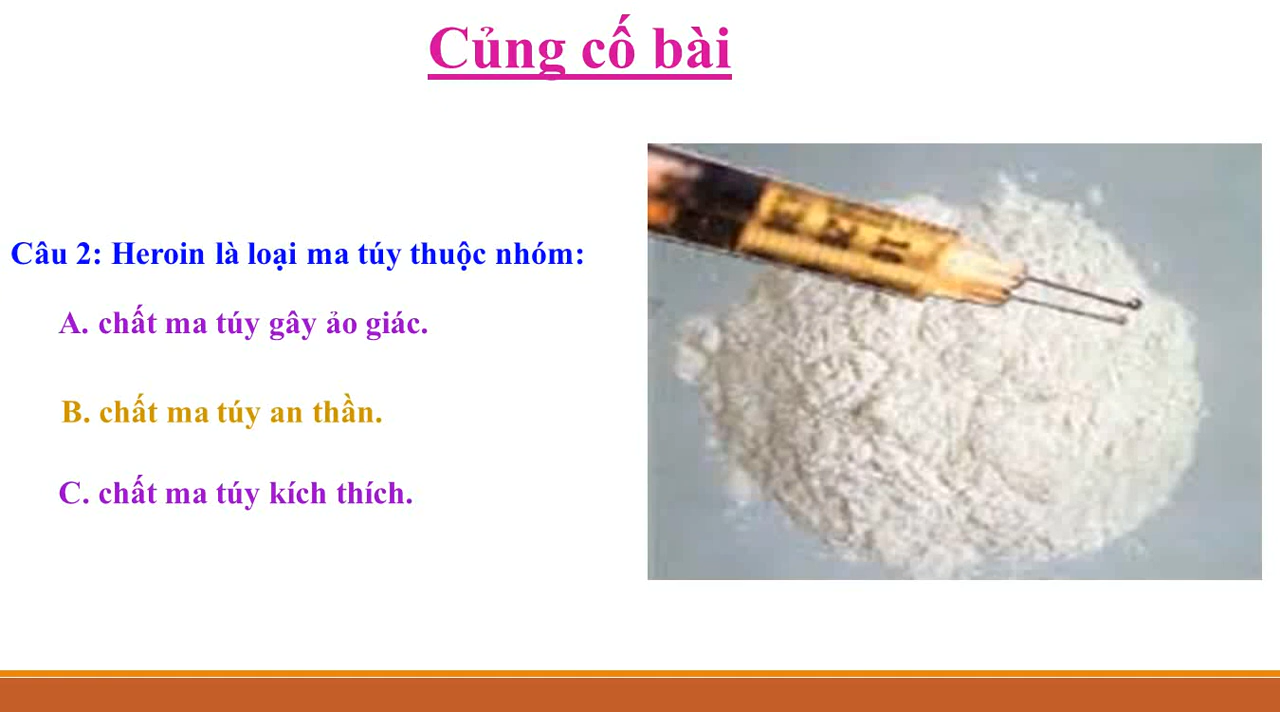 Củng cố bài
Câu 2: Heroin là loại ma túy thuộc nhóm:
A. chất ma túy gây ảo giác.
B. chất ma túy an thần.
C. chất ma túy kích thích.